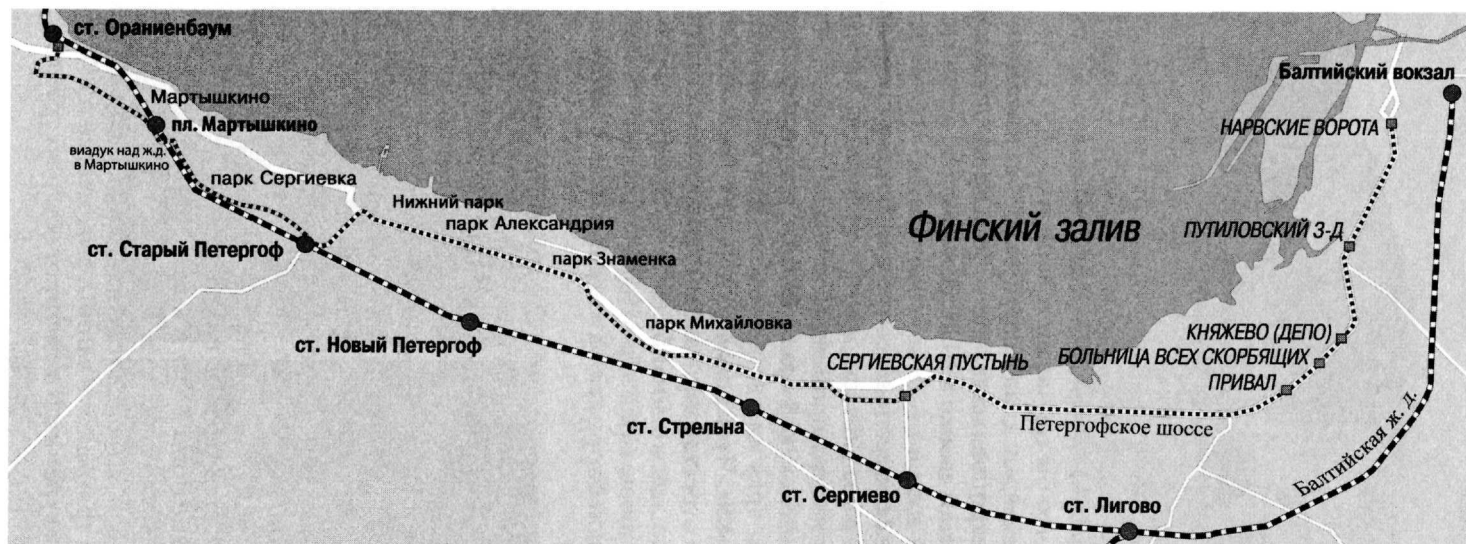 ст. Ораниенбаум
Балтийский вокзал
Мартышкино
пл. Мартышкино
НАРВСКИЕ ВОРОТА
виадук над ж.д.
в Мартышкино
парк Сергиевка
Нижний парк
парк Александрия
Финский залив
ПУТИЛОВСКИЙ З-Д
ст. Старый Петергоф
парк Знаменка
парк Михайловка
КНЯЖЕВО (ДЕПО)
ст. Новый Петергоф
СЕРГИЕВСКАЯ ПУСТЫНЬ
БОЛЬНИЦА ВСЕХ СКОРБЯЩИХ
ПРИВАЛ
ст. Стрельна
Петергофское шоссе
Балтийская ж. д.
ст. Сергиево
ст. Лигово